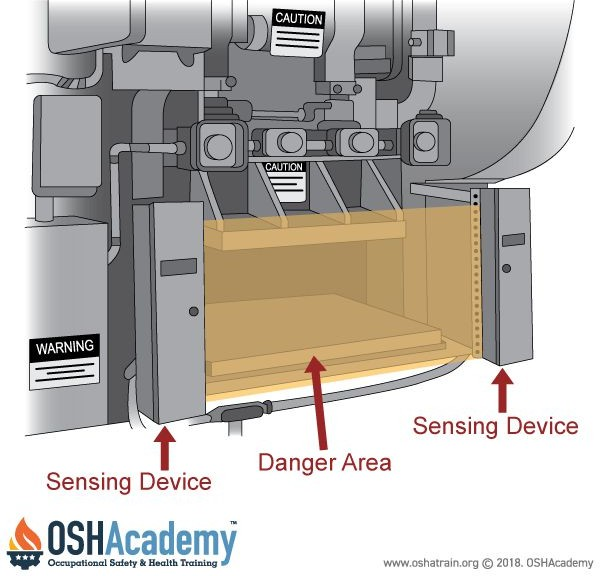 CAUTION
CAUTION
WARNING
Sensing Device
Danger Area
Sensing Device
OSHAcademy™
Occupational Safety & Health Training
www.oshatrain.org © 2018. OSHAcademy